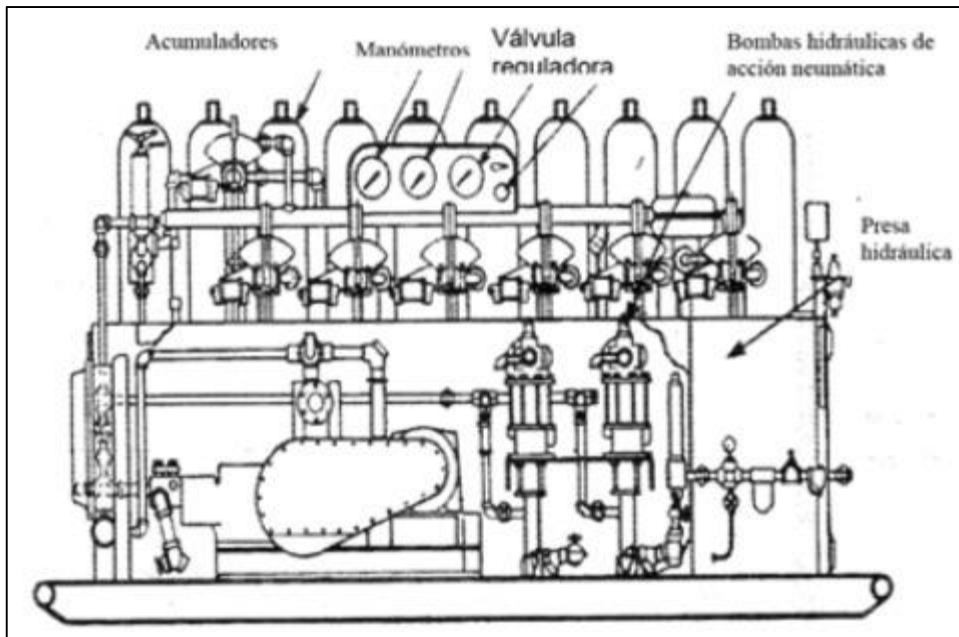 Acumuladores
Manómetros
Válvula
reguladora
Bombas hidráulicas de
acción neumática
Presa
hidráulica